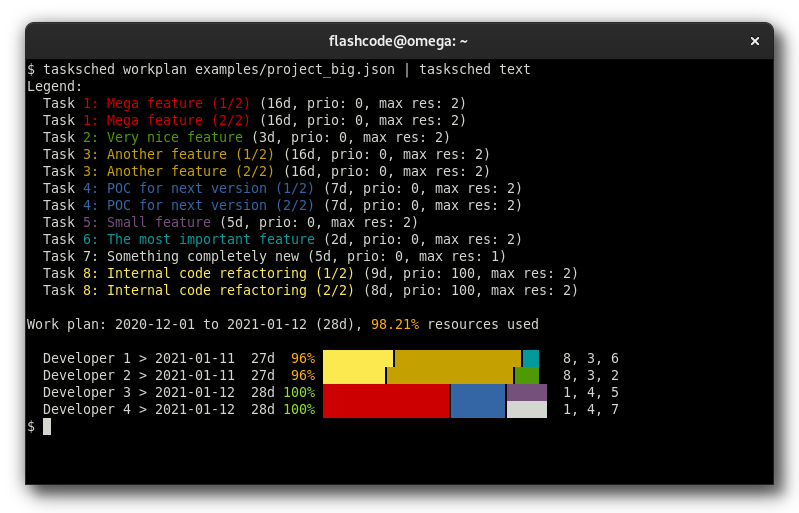 flashcode@omega: ~
$ tasksched workplan examples/project_big.json | tasksched text
Legend:
Task 1: Mega feature (1/2) (16d, prio: 0, max res: 2)
Task 1: Mega feature (2/2) (16d, prio: 0, max res: 2)
Task 2: Very nice feature (3d, prio: 0, max res: 2)
Task 3: Another feature (1/2) (16d, prio: 0, max res: 2)
Task 3: Another feature (2/2) (16d, prio: 0, max res: 2)
Task 4: POC for next version (1/2) (7d, prio: 0, max res: 2)
Task 4: POC for next version (2/2) (7d, prio: 0, max res: 2)
Task 5: Small feature (5d, prio: 0, max res: 2)
Task 6: The most important feature (2d, prio: 0, max res: 2)
Task 7: Something completely new (5d, prio: 0, max res: 1)
Task 8: Internal code refactoring (1/2) (9d, prio: 100, max res: 2)
Task 8: Internal code refactoring (2/2) (8d, prio: 100, max res: 2)
Work plan: 2020-12-01 to 2021-01-12 (28d), 98.21% resources used
Developer 1 > 2021-01-11 27d 96% 8, 3, 6
Developer 2 > 2021-01-11 27d 96% 8, 3, 2
Developer 3 > 2021-01-12 28d 100% 1, 4, 5
Developer 4 > 2021-01-12 28d 100% 1, 4, 7
$